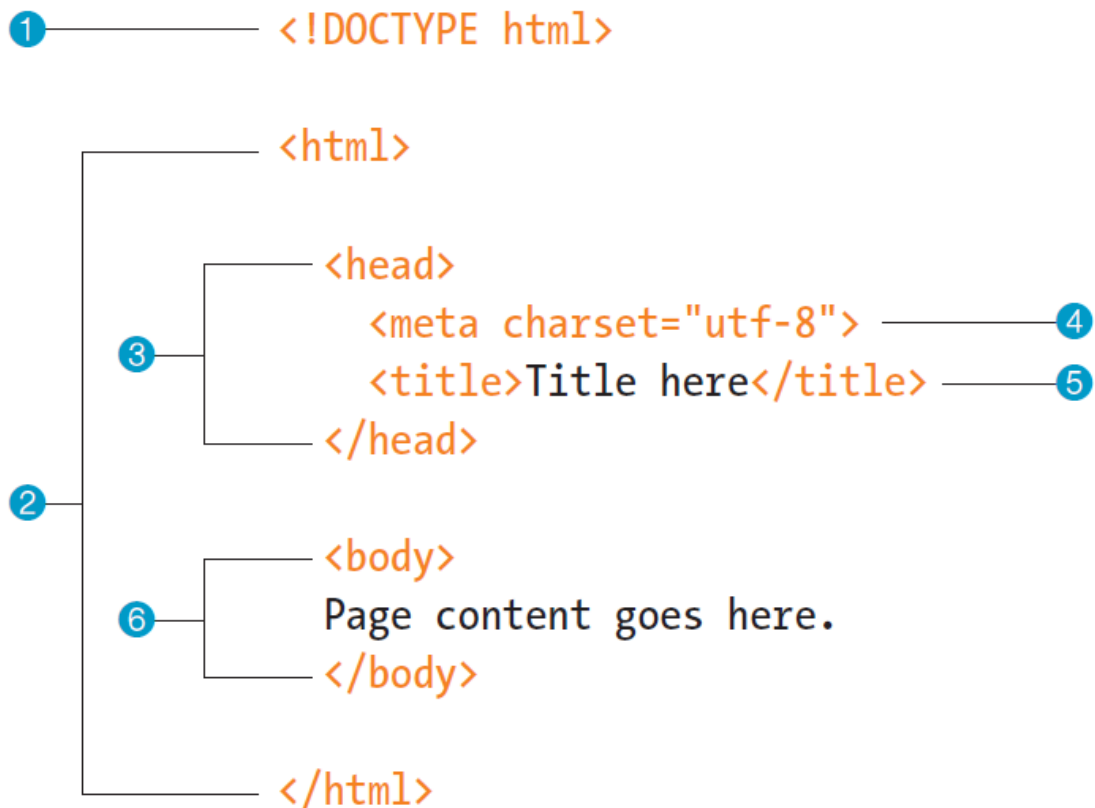 1 <!DOCTYPE html>
<html>
<head>
<meta charset="utf-8"> 4
3
<title>Title here</title> 5
</head>
2
<body>
6 Page content goes here.
</body>
</html>